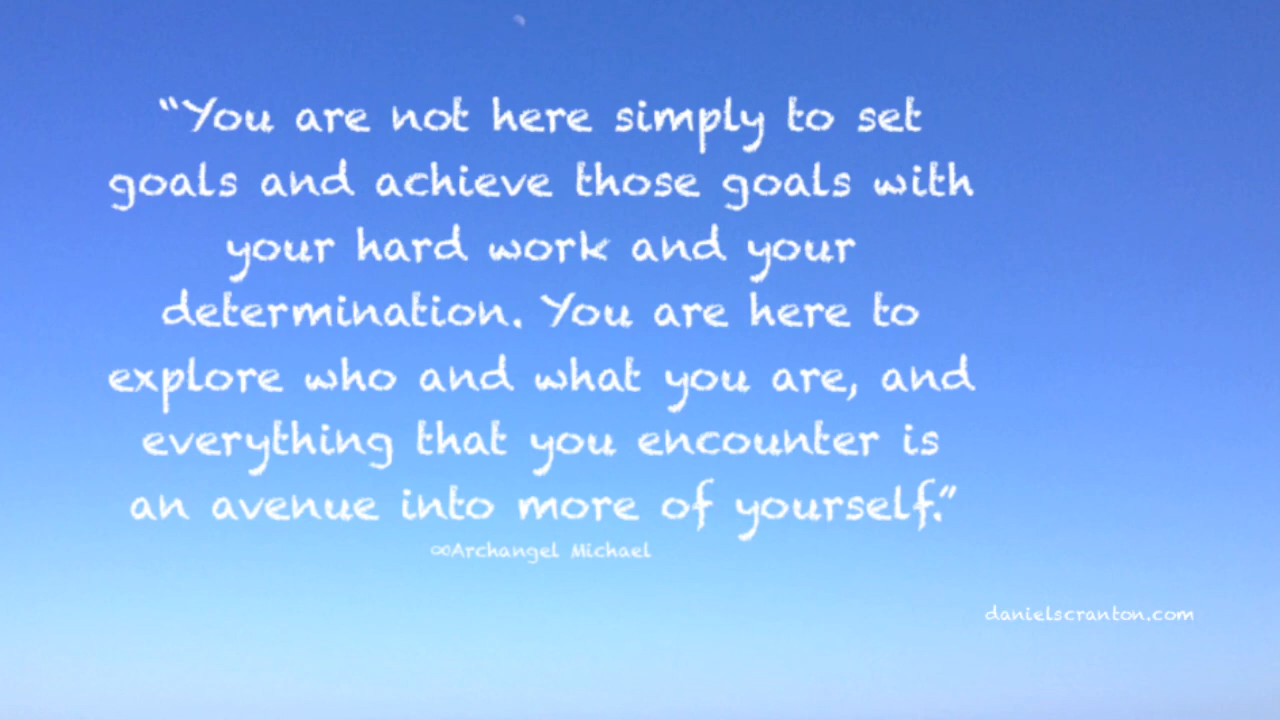 “You are not here simply to set
goals and achieve those goals with
your hard work and your
determination. You are here to
explore who and what you are, and
everything that you encounter is
an avenue into more of yourself.”
∞Archangel Michael
danielscranton.com